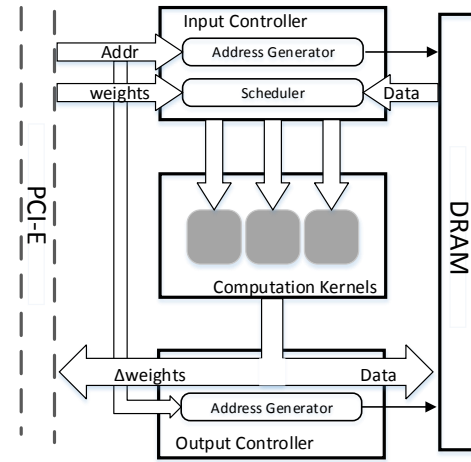 Input Controller
Addr
Address Generator
weights
Scheduler
Data
PCI-E
DRAM
Computation Kernels
Δweights
Data
Address Generator
Output Controller